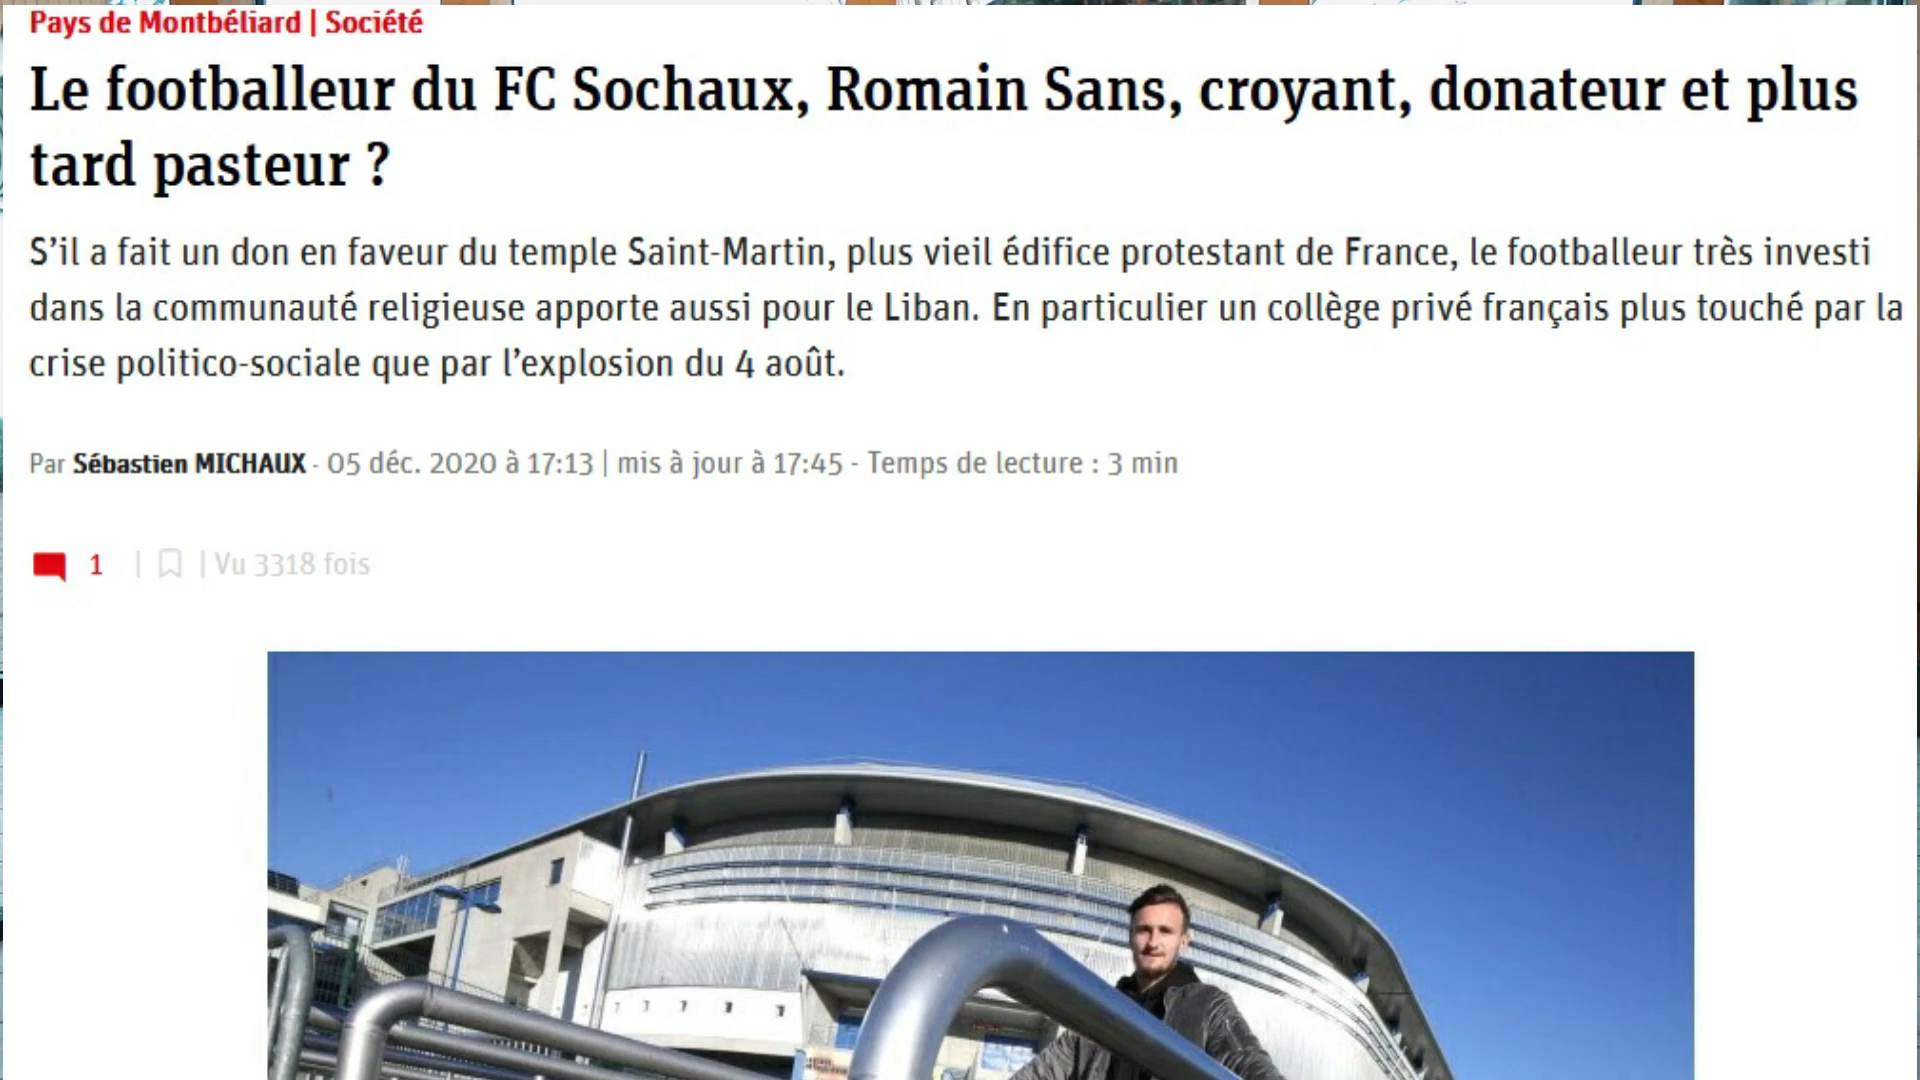 Pays de Montbéliard | Société
Le footballeur du FC Sochaux, Romain Sans, croyant, donateur et plus
tard pasteur ?
S’il a fait un don en faveur du temple Saint-Martin, plus vieil édifice protestant de France, le footballeur très investi
dans la communauté religieuse apporte aussi pour le Liban. En particulier un collège privé français plus touché par la
crise politico-sociale que par l’explosion du 4 août.
Par Sébastien MICHAUX - 05 déc. 2020 à 17:13 | mis à jour à 17:45 - Temps de lecture : 3 min
1 | | Vu 3318 fois